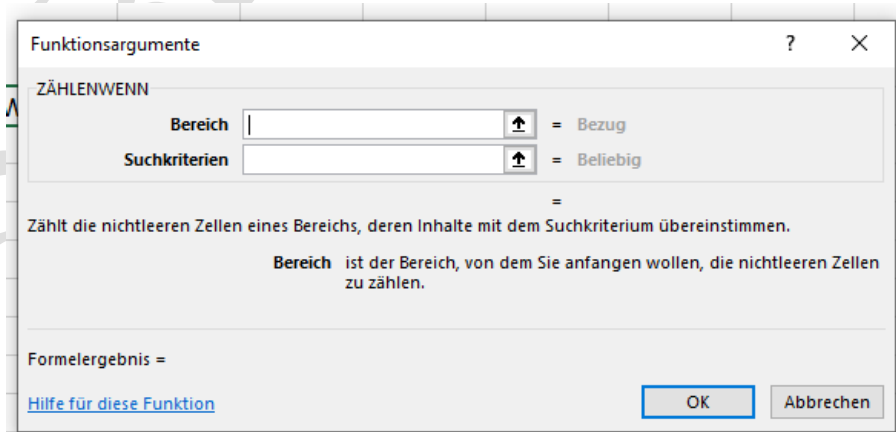 Funktionsargumente ? ×
ZÄHLENWENN
Bereich = Bezug
Suchkriterien = Beliebig
=
Zählt die nichtleeren Zellen eines Bereichs, deren Inhalte mit dem Suchkriterium übereinstimmen.
Bereich ist der Bereich, von dem Sie anfangen wollen, die nichtleeren Zellen
zu zählen.
Formelergebnis =
Hilfe für diese Funktion OK Abbrechen